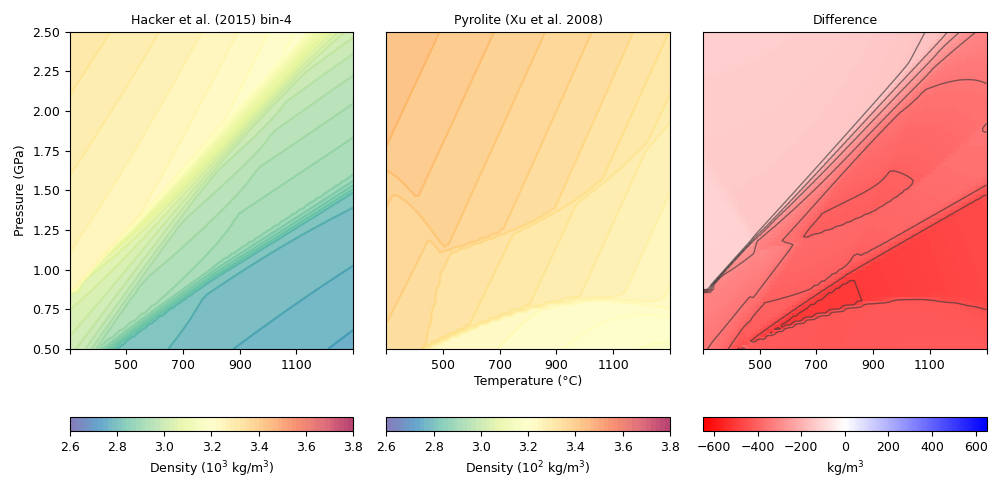 Hacker et al. (2015) bin-4
Pyrolite (Xu et al. 2008)
Difference
Pressure (GPa)
2.50
2.25
2.00
1.75
1.50
1.25
1.00
0.75
0.50
500 700 900 1100
500 700 900 1100
500 700 900 1100
Temperature (°C)
2.6 2.8 3.0 3.2 3.4 3.6 3.8
Density (10³ kg/m³)
2.6 2.8 3.0 3.2 3.4 3.6 3.8
Density (10² kg/m³)
−600 −400 −200 0 200 400 600
kg/m³